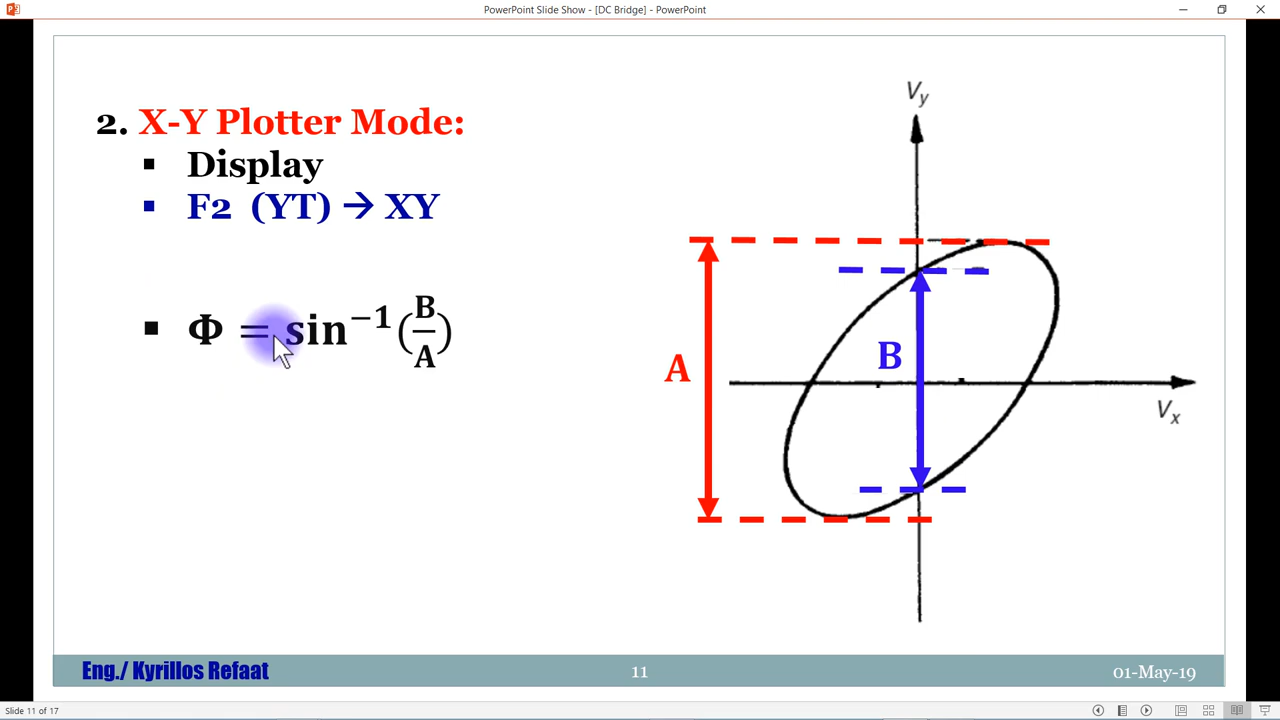 PowerPoint Slide Show - [DC Bridge] - PowerPoint
2. X-Y Plotter Mode:
▪ Display
▪ F2 (YT) → XY
▪ Φ = sin⁻¹(B/A)
Vy
A
B
Vx
Eng./ Kyrillos Refaat
11
01-May-19
Slide 11 of 17